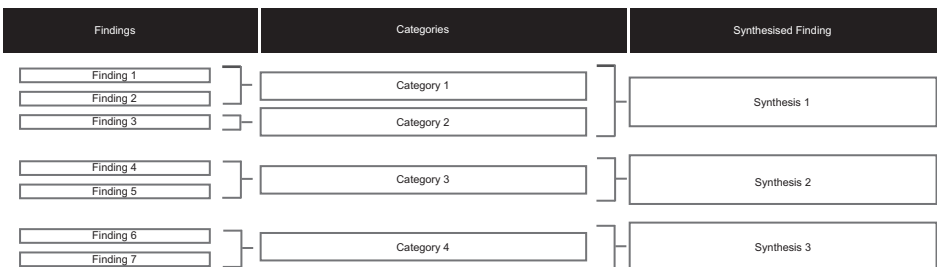 Findings
Categories
Synthesised Finding
Finding 1
Finding 2
Finding 3
Category 1
Category 2
Synthesis 1
Finding 4
Finding 5
Category 3
Synthesis 2
Finding 6
Finding 7
Category 4
Synthesis 3